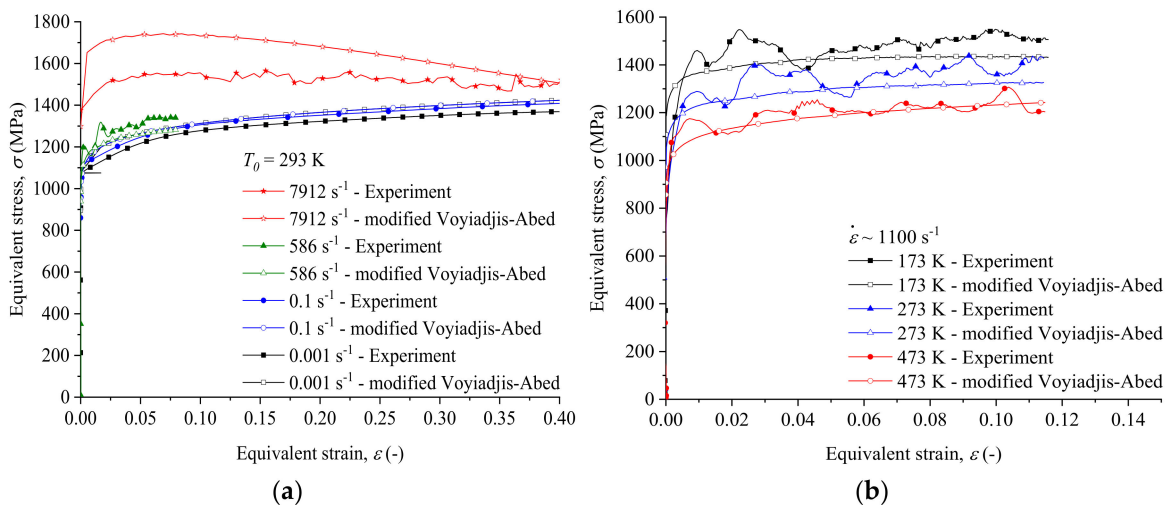 1800
1600
1400
1200
1000
800
600
400
200
0
Equivalent stress, σ (MPa)
T0 = 293 K
7912 s⁻¹ - Experiment
7912 s⁻¹ - modified Voyiadjis-Abed
586 s⁻¹ - Experiment
586 s⁻¹ - modified Voyiadjis-Abed
0.1 s⁻¹ - Experiment
0.1 s⁻¹ - modified Voyiadjis-Abed
0.001 s⁻¹ - Experiment
0.001 s⁻¹ - modified Voyiadjis-Abed
0.00 0.05 0.10 0.15 0.20 0.25 0.30 0.35 0.40
Equivalent strain, ε (-)
(a)
1600
1400
1200
1000
800
600
400
200
0
Equivalent stress, σ (MPa)
ε̇ ~ 1100 s⁻¹
173 K - Experiment
173 K - modified Voyiadjis-Abed
273 K - Experiment
273 K - modified Voyiadjis-Abed
473 K - Experiment
473 K - modified Voyiadjis-Abed
0.00 0.02 0.04 0.06 0.08 0.10 0.12 0.14
Equivalent strain, ε (-)
(b)